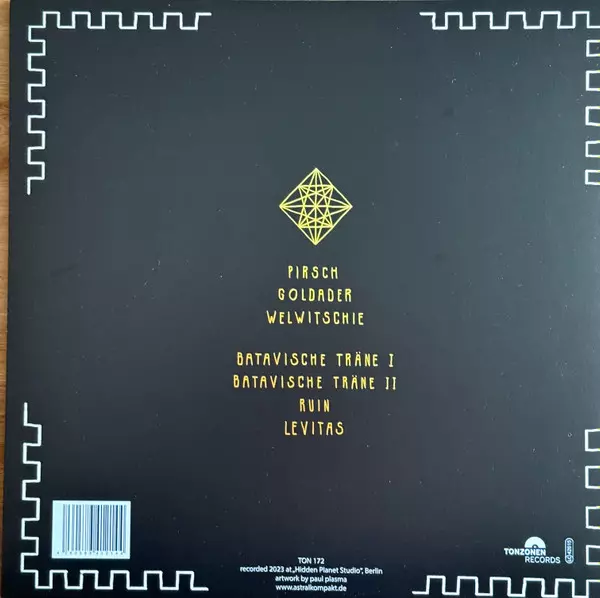 PIRSCH
GOLDADER
WELWITSCHIE
BATAVISCHE TRÄNE I
BATAVISCHE TRÄNE II
RUIN
LEVITAS
TON 172
recorded 2023 at „Hidden Planet Studio", Berlin
artwork by paul plasma
www.astralkompakt.de
TONZONEN
RECORDS